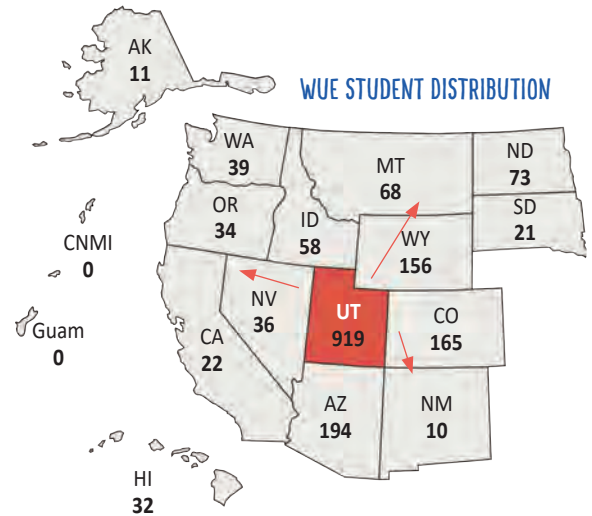 AK
11
WUE STUDENT DISTRIBUTION
WA
39
MT
68
ND
73
OR
34
ID
58
SD
21
WY
156
CNMI
0
NV
36
UT
919
CO
165
Guam
0
CA
22
AZ
194
NM
10
HI
32